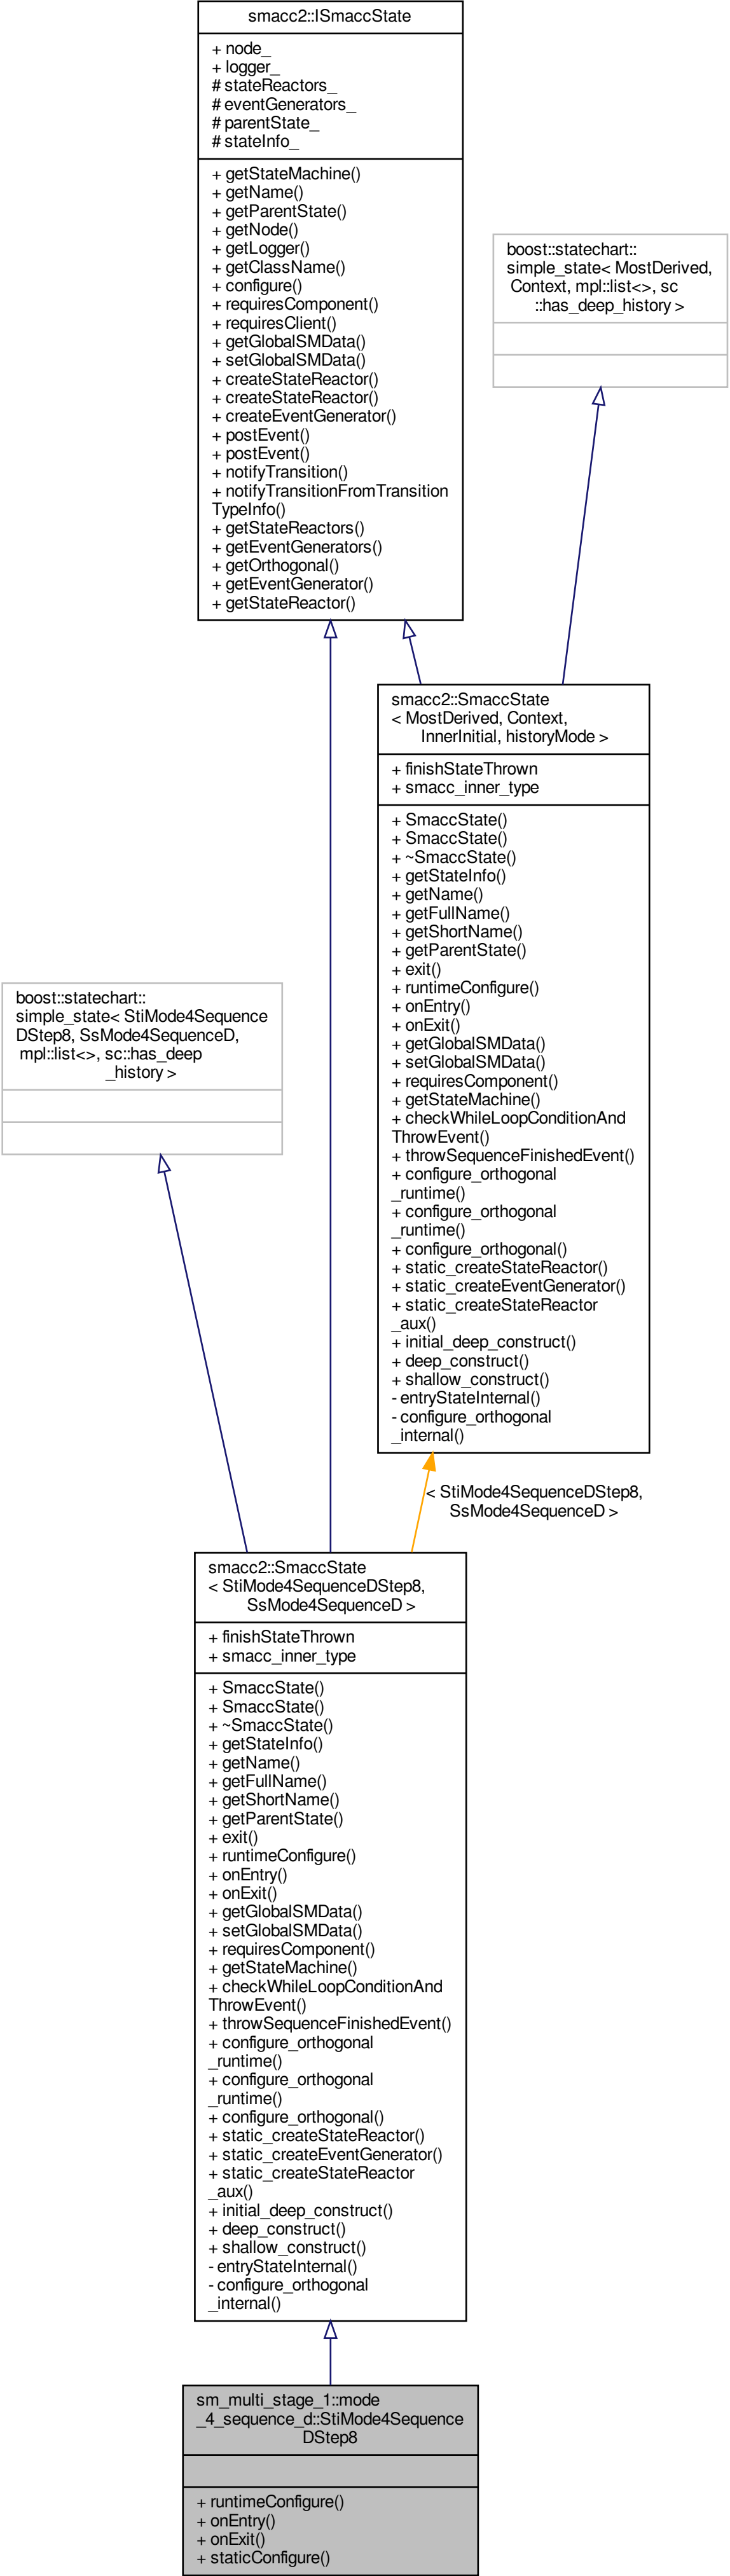 smacc2::ISmaccState
+ node_
+ logger_
# stateReactors_
# eventGenerators_
# parentState_
# stateInfo_
+ getStateMachine()
+ getName()
+ getParentState()
+ getNode()
+ getLogger()
+ getClassName()
+ configure()
+ requiresComponent()
+ requiresClient()
+ getGlobalSMData()
+ setGlobalSMData()
+ createStateReactor()
+ createStateReactor()
+ createEventGenerator()
+ postEvent()
+ postEvent()
+ notifyTransition()
+ notifyTransitionFromTransition
TypeInfo()
+ getStateReactors()
+ getEventGenerators()
+ getOrthogonal()
+ getEventGenerator()
+ getStateReactor()
boost::statechart::
simple_state< MostDerived,
Context, mpl::list<>, sc
::has_deep_history >
smacc2::SmaccState
< MostDerived, Context,
InnerInitial, historyMode >
+ finishStateThrown
+ smacc_inner_type
+ SmaccState()
+ SmaccState()
+ ~SmaccState()
+ getStateInfo()
+ getName()
+ getFullName()
+ getShortName()
+ getParentState()
+ exit()
+ runtimeConfigure()
+ onEntry()
+ onExit()
+ getGlobalSMData()
+ setGlobalSMData()
+ requiresComponent()
+ getStateMachine()
+ checkWhileLoopConditionAnd
ThrowEvent()
+ throwSequenceFinishedEvent()
+ configure_orthogonal
_runtime()
+ configure_orthogonal
_runtime()
+ configure_orthogonal()
+ static_createStateReactor()
+ static_createEventGenerator()
+ static_createStateReactor
_aux()
+ initial_deep_construct()
+ deep_construct()
+ shallow_construct()
- entryStateInternal()
- configure_orthogonal
_internal()
boost::statechart::
simple_state< StiMode4Sequence
DStep8, SsMode4SequenceD,
mpl::list<>, sc::has_deep
_history >
< StiMode4SequenceDStep8,
SsMode4SequenceD >
smacc2::SmaccState
< StiMode4SequenceDStep8,
SsMode4SequenceD >
+ finishStateThrown
+ smacc_inner_type
+ SmaccState()
+ SmaccState()
+ ~SmaccState()
+ getStateInfo()
+ getName()
+ getFullName()
+ getShortName()
+ getParentState()
+ exit()
+ runtimeConfigure()
+ onEntry()
+ onExit()
+ getGlobalSMData()
+ setGlobalSMData()
+ requiresComponent()
+ getStateMachine()
+ checkWhileLoopConditionAnd
ThrowEvent()
+ throwSequenceFinishedEvent()
+ configure_orthogonal
_runtime()
+ configure_orthogonal
_runtime()
+ configure_orthogonal()
+ static_createStateReactor()
+ static_createEventGenerator()
+ static_createStateReactor
_aux()
+ initial_deep_construct()
+ deep_construct()
+ shallow_construct()
- entryStateInternal()
- configure_orthogonal
_internal()
sm_multi_stage_1::mode
_4_sequence_d::StiMode4Sequence
DStep8
+ runtimeConfigure()
+ onEntry()
+ onExit()
+ staticConfigure()